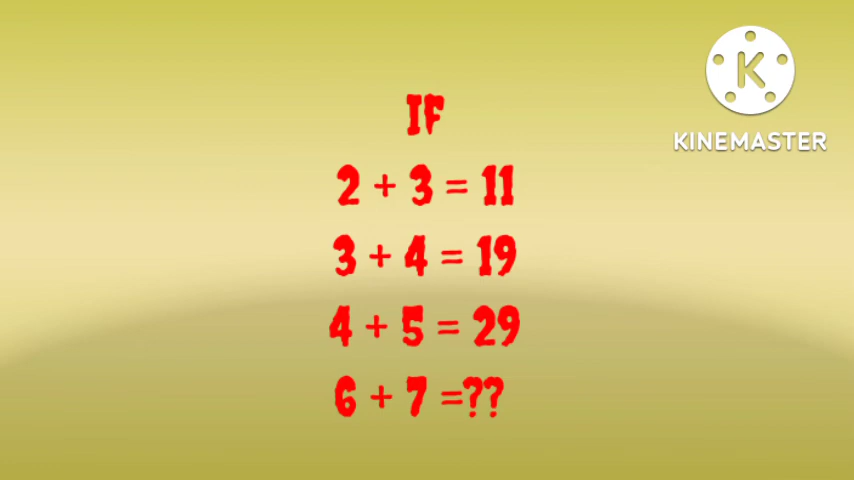 KINEMASTER
IF
2 + 3 = 11
3 + 4 = 19
4 + 5 = 29
6 + 7 =??